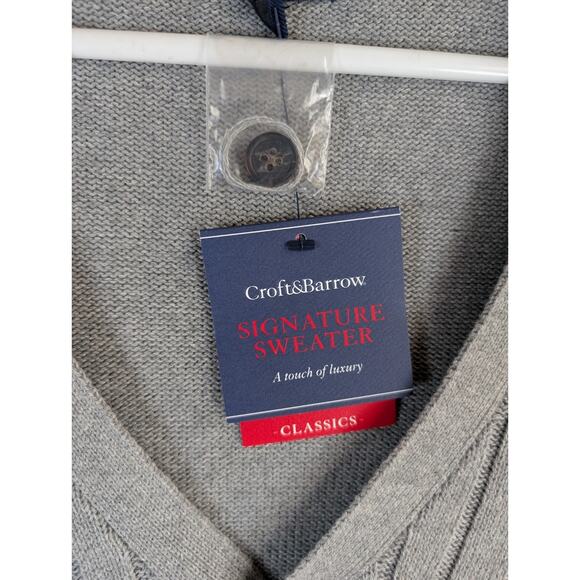 Croft&Barrow
SIGNATURE
SWEATER
A touch of luxury
-CLASSICS-